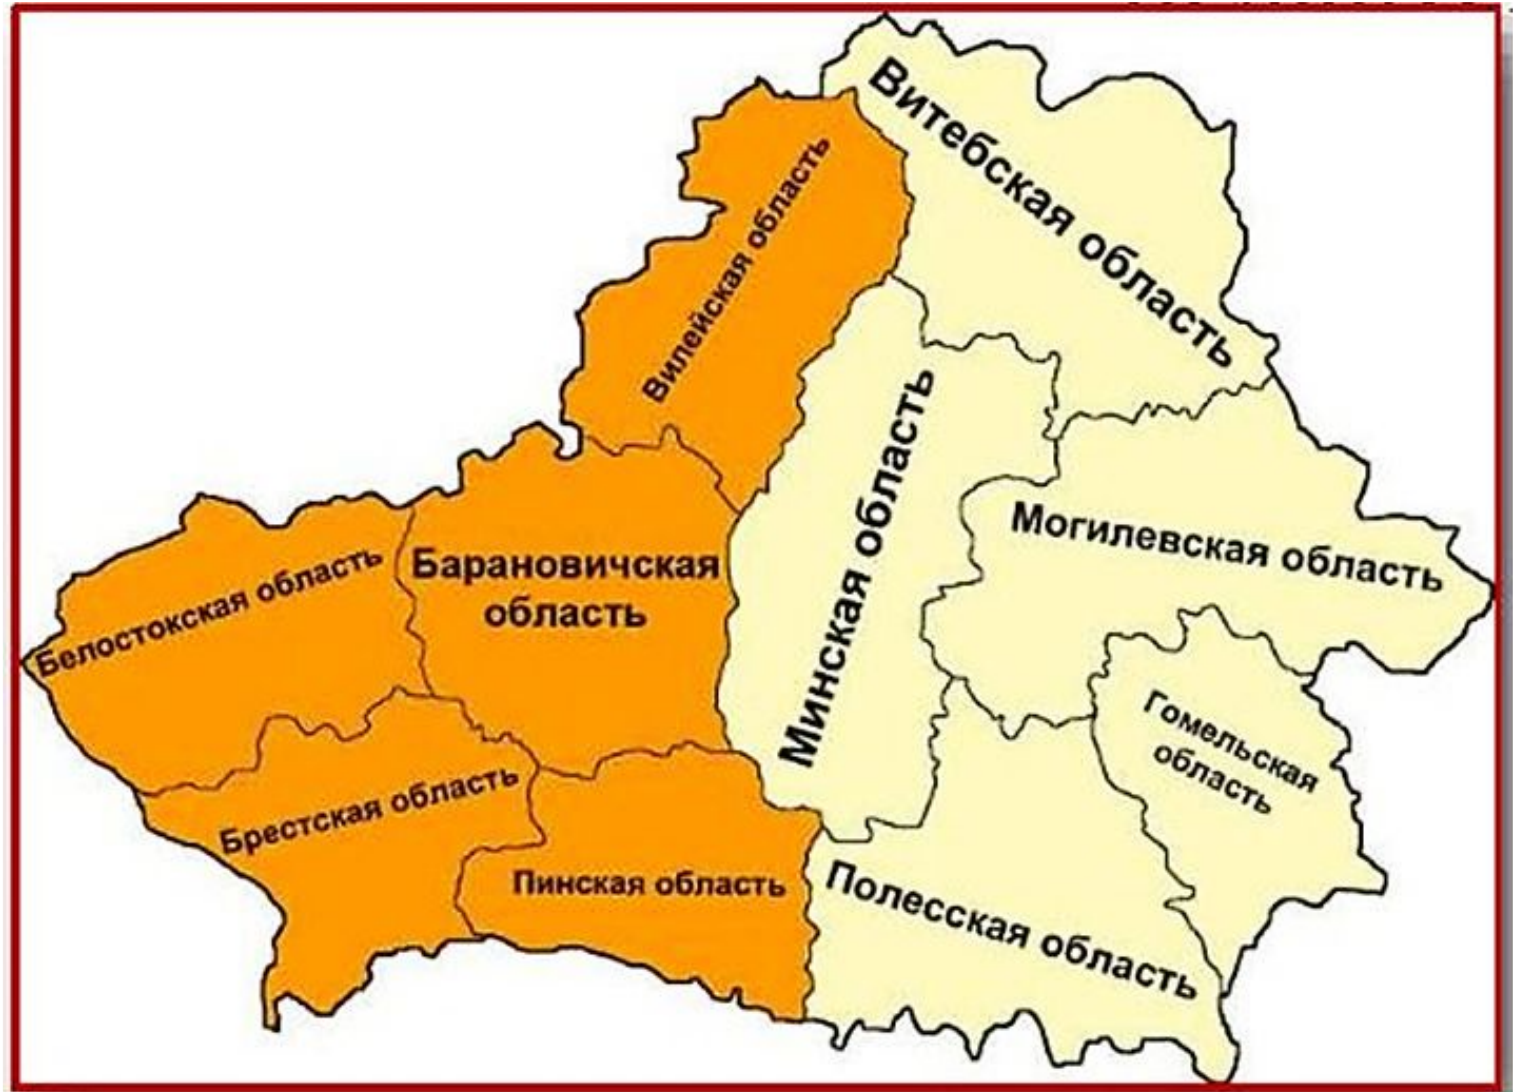 Витебская область
Вилейская область
Минская область
Могилевская область
Белостокская область
Барановичская
область
Гомельская
область
Брестская область
Пинская область
Полесская область